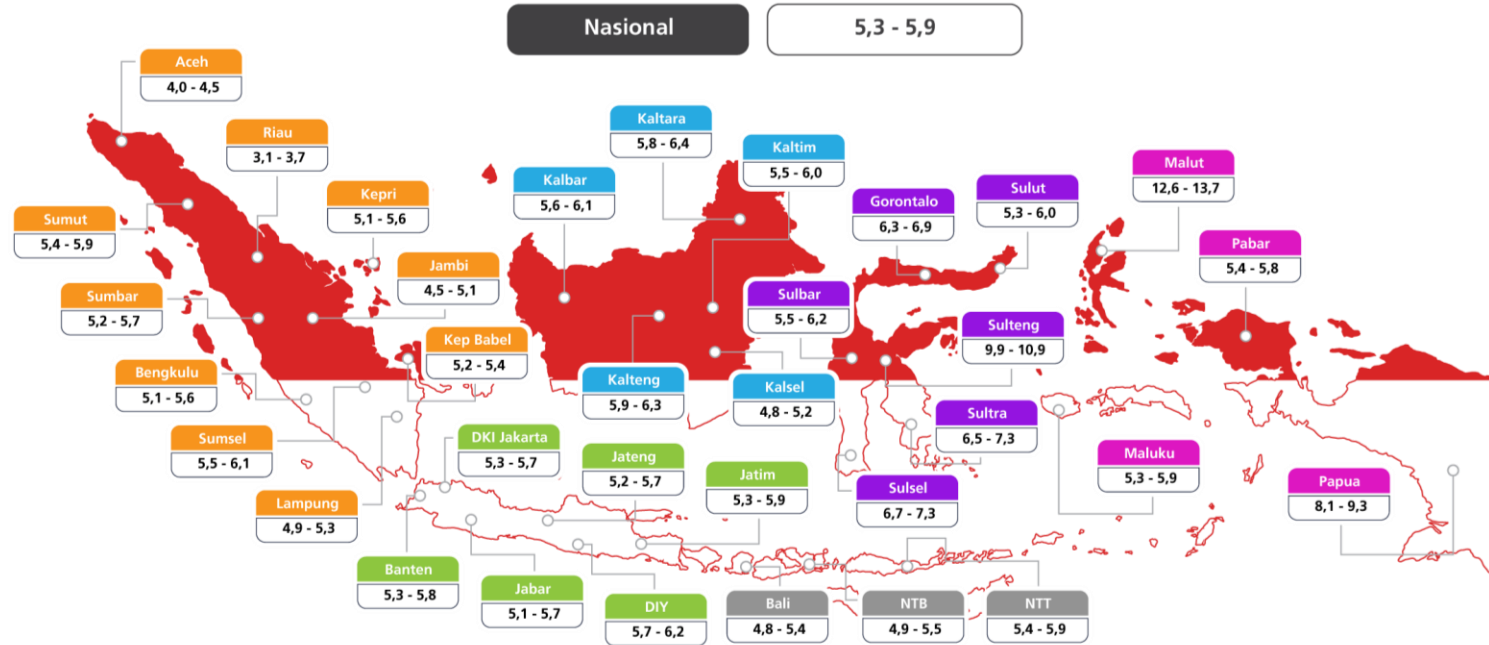 Nasional
5,3 - 5,9
Aceh
4,0 - 4,5
Riau
3,1 - 3,7
Kepri
5,1 - 5,6
Sumut
5,4 - 5,9
Jambi
4,5 - 5,1
Sumbar
5,2 - 5,7
Kep Babel
5,2 - 5,4
Bengkulu
5,1 - 5,6
Sumsel
5,5 - 6,1
Lampung
4,9 - 5,3
Kaltara
5,8 - 6,4
Kaltim
5,5 - 6,0
Kalbar
5,6 - 6,1
Kalteng
5,9 - 6,3
Kalsel
4,8 - 5,2
Gorontalo
6,3 - 6,9
Sulut
5,3 - 6,0
Sulbar
5,5 - 6,2
Sulteng
9,9 - 10,9
Sultra
6,5 - 7,3
Sulsel
6,7 - 7,3
Malut
12,6 - 13,7
Pabar
5,4 - 5,8
Maluku
5,3 - 5,9
Papua
8,1 - 9,3
DKI Jakarta
5,3 - 5,7
Jateng
5,2 - 5,7
Jatim
5,3 - 5,9
Banten
5,3 - 5,8
Jabar
5,1 - 5,7
DIY
5,7 - 6,2
Bali
4,8 - 5,4
NTB
4,9 - 5,5
NTT
5,4 - 5,9